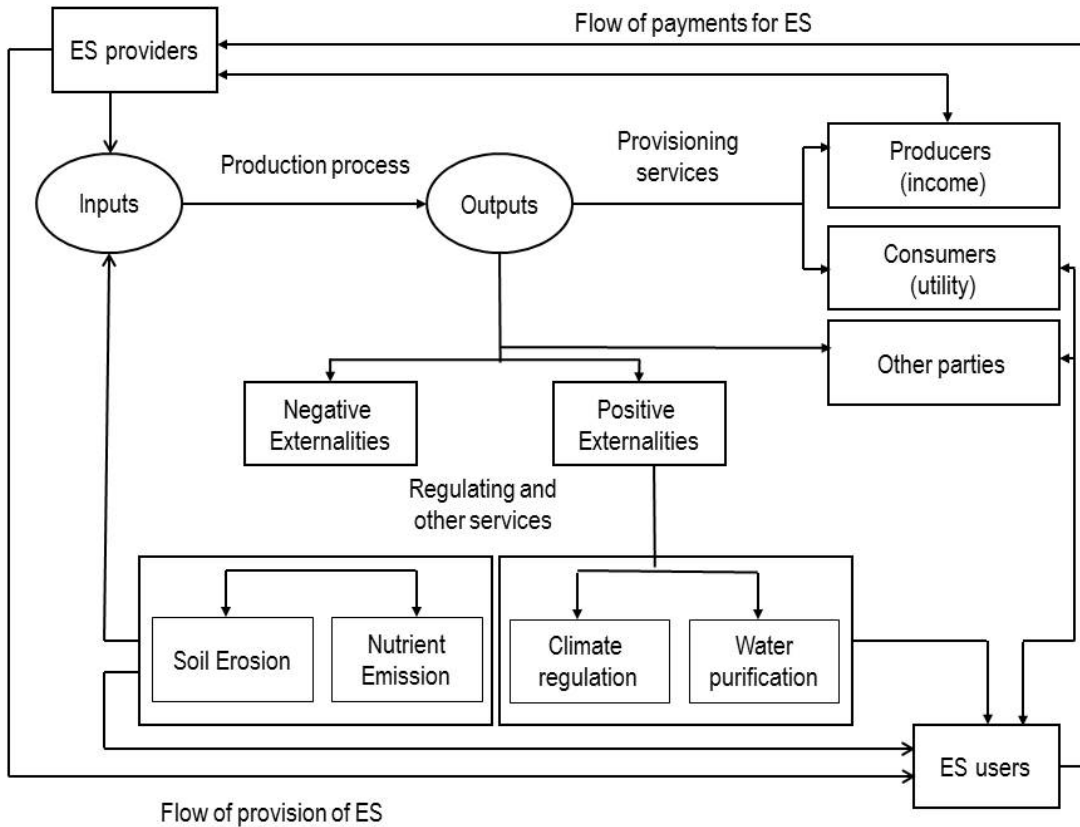 Flow of payments for ES
ES providers
Production process
Provisioning
services
Producers
(income)
Inputs
Outputs
Consumers
(utility)
Other parties
Negative
Externalities
Positive
Externalities
Regulating and
other services
Soil Erosion
Nutrient
Emission
Climate
regulation
Water
purification
ES users
Flow of provision of ES